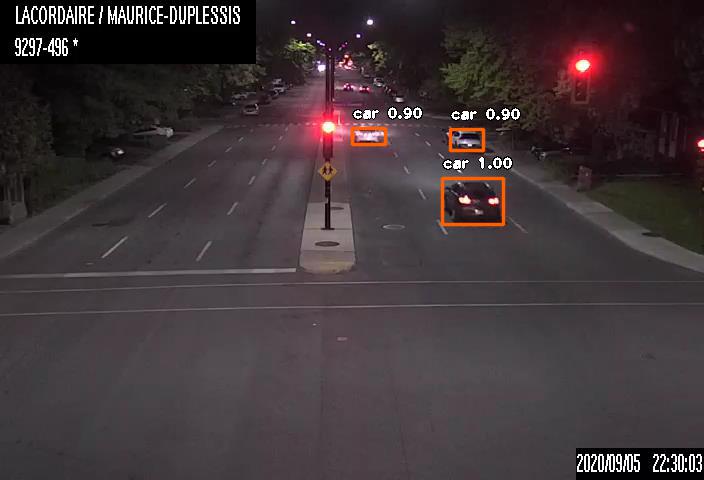 LACORDAIRE / MAURICE-DUPLESSIS
9297-496 *
car 0.90
car 0.90
car 1.00
2020/09/05 22:30:03